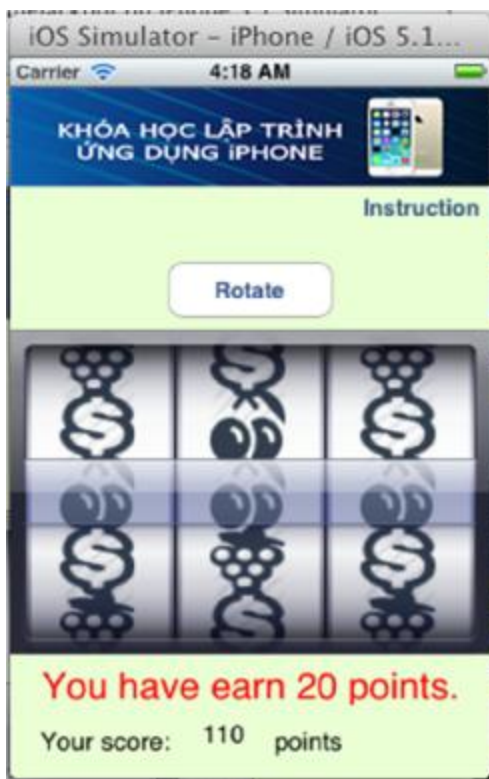 iOS Simulator – iPhone / iOS 5.1...
Carrier 4:18 AM
KHÓA HỌC LẬP TRÌNH
ỨNG DỤNG iPHONE
Instruction
Rotate
You have earn 20 points.
Your score: 110 points